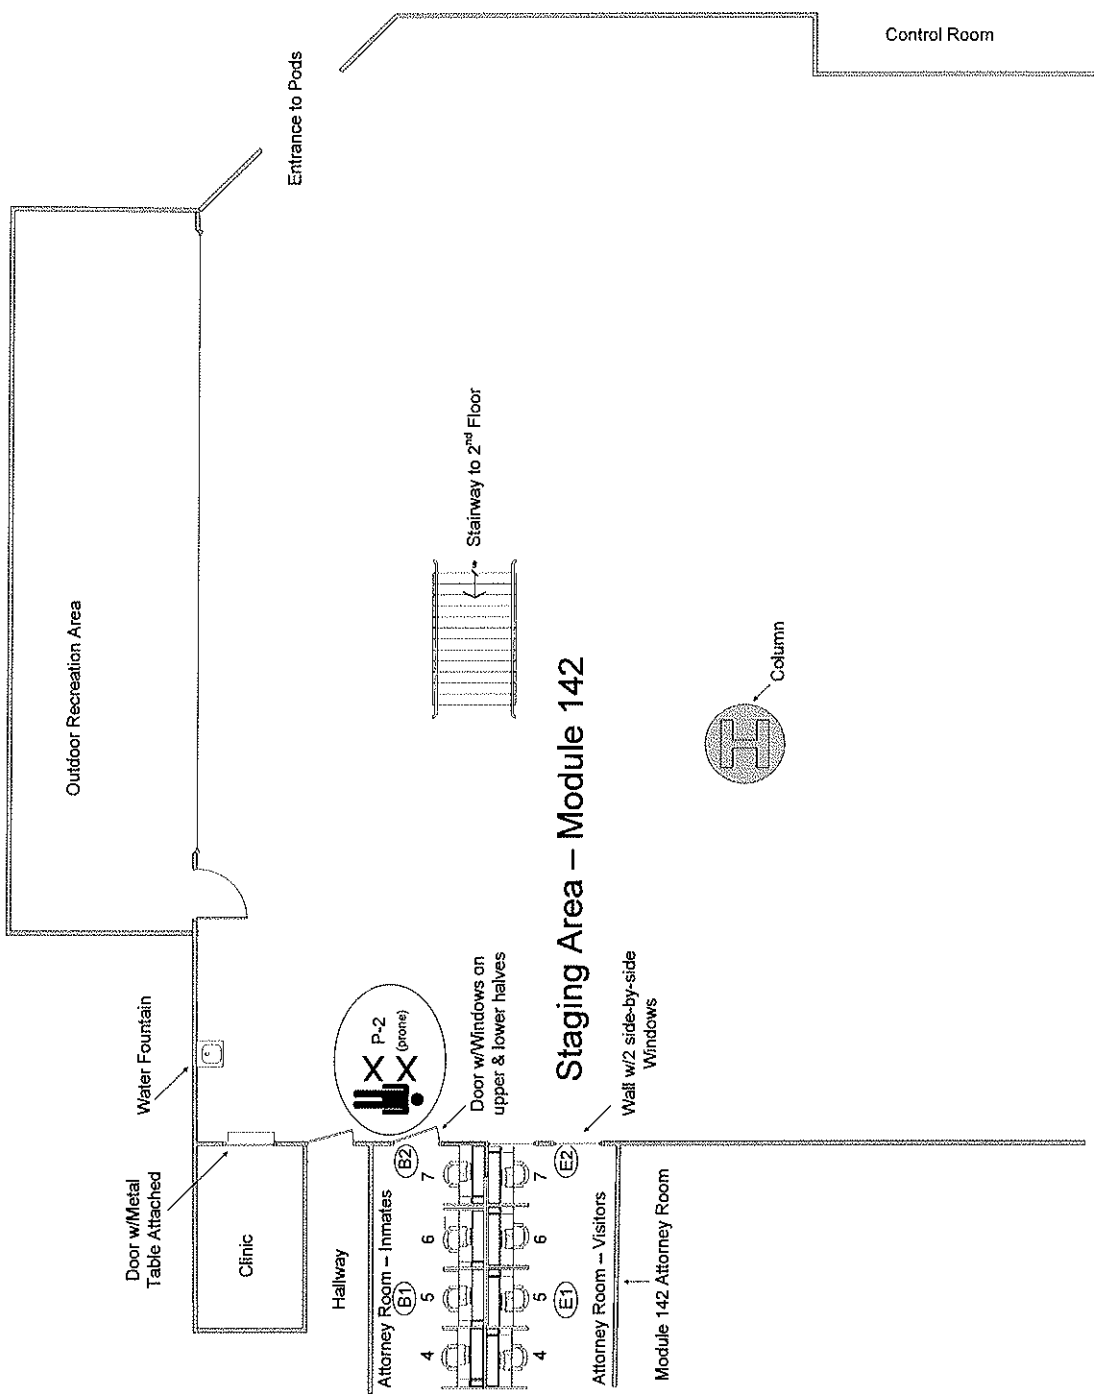 Control Room
Entrance to Pods
Outdoor Recreation Area
Stairway to 2nd Floor
Column
Staging Area – Module 142
Water Fountain
Door w/Metal
Table Attached
Clinic
Hallway
P-2
X X
(prone)
Door w/Windows on
upper & lower halves
Wall w/2 side-by-side
Windows
Attorney Room – Inmates
B1
B2
4 5 6 7
4 5 6 7
E1
E2
Attorney Room – Visitors
Module 142 Attorney Room
H